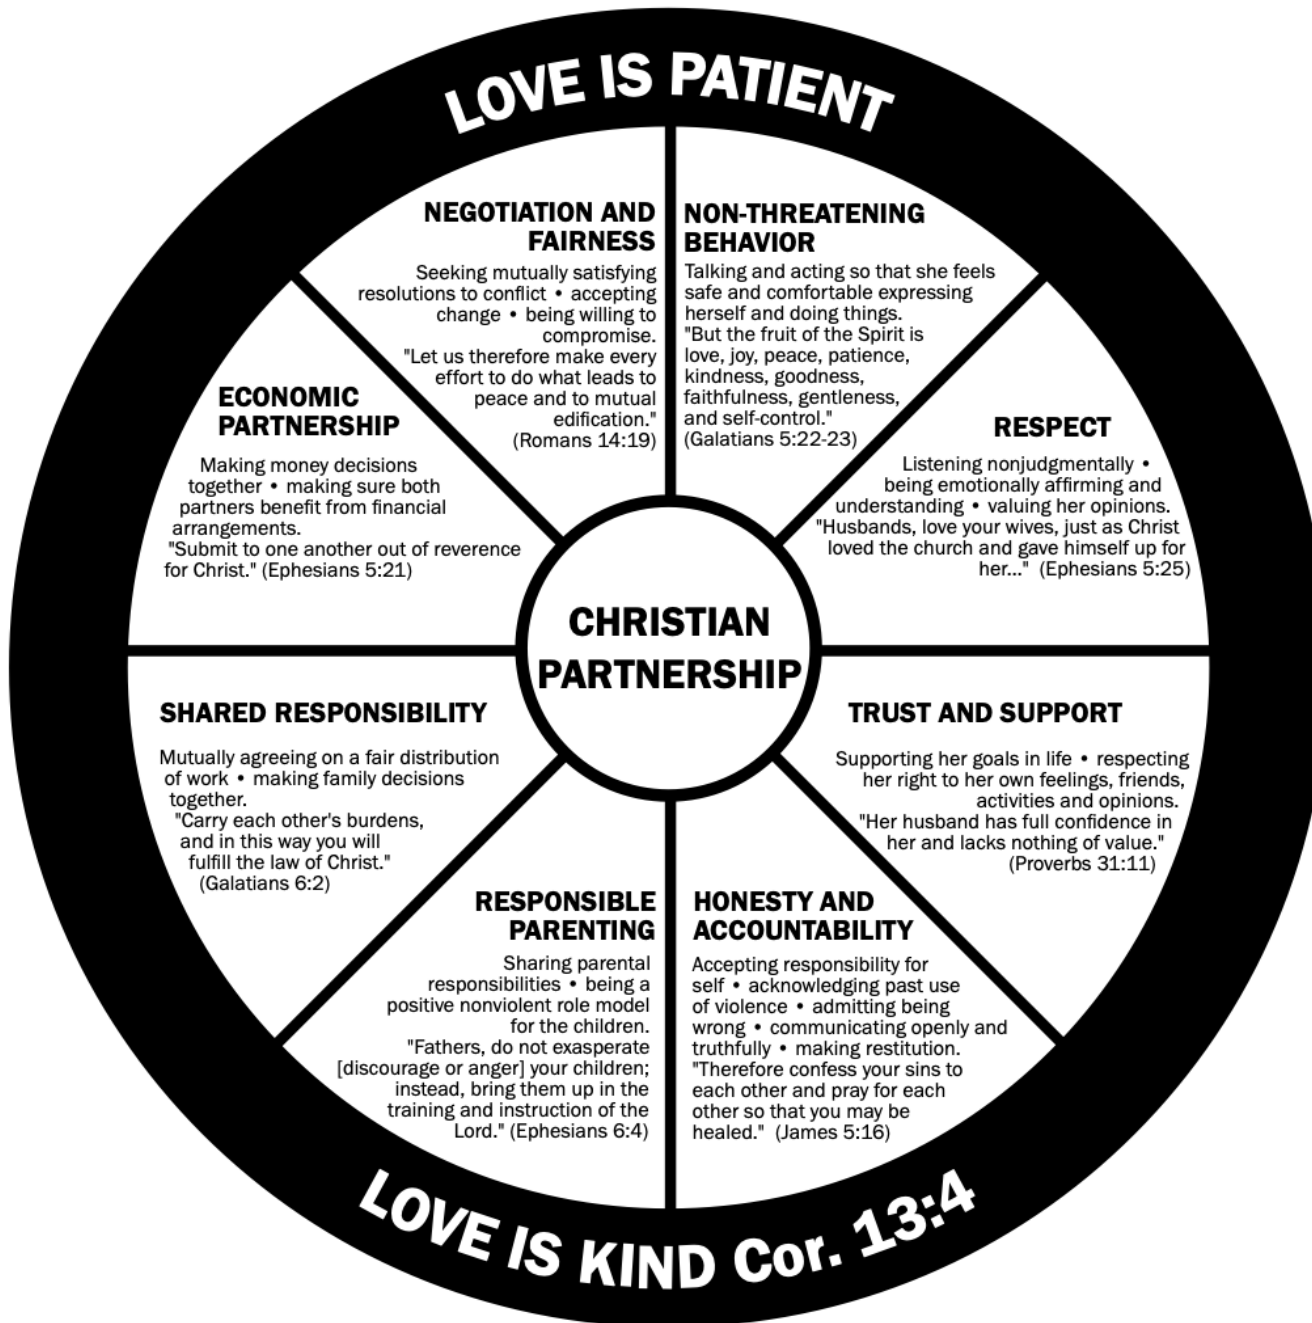 LOVE IS PATIENT
NEGOTIATION AND
FAIRNESS
Seeking mutually satisfying
resolutions to conflict • accepting
change • being willing to
compromise.
"Let us therefore make every
effort to do what leads to
peace and to mutual
edification."
(Romans 14:19)
NON-THREATENING
BEHAVIOR
Talking and acting so that she feels
safe and comfortable expressing
herself and doing things.
"But the fruit of the Spirit is
love, joy, peace, patience,
kindness, goodness,
faithfulness, gentleness,
and self-control."
(Galatians 5:22-23)
ECONOMIC
PARTNERSHIP
Making money decisions
together • making sure both
partners benefit from financial
arrangements.
"Submit to one another out of reverence
for Christ." (Ephesians 5:21)
RESPECT
Listening nonjudgmentally •
being emotionally affirming and
understanding • valuing her opinions.
"Husbands, love your wives, just as Christ
loved the church and gave himself up for
her..." (Ephesians 5:25)
CHRISTIAN
PARTNERSHIP
SHARED RESPONSIBILITY
Mutually agreeing on a fair distribution
of work • making family decisions
together.
"Carry each other's burdens,
and in this way you will
fulfill the law of Christ."
(Galatians 6:2)
TRUST AND SUPPORT
Supporting her goals in life • respecting
her right to her own feelings, friends,
activities and opinions.
"Her husband has full confidence in
her and lacks nothing of value."
(Proverbs 31:11)
RESPONSIBLE
PARENTING
Sharing parental
responsibilities • being a
positive nonviolent role model
for the children.
"Fathers, do not exasperate
[discourage or anger] your children;
instead, bring them up in the
training and instruction of the
Lord." (Ephesians 6:4)
HONESTY AND
ACCOUNTABILITY
Accepting responsibility for
self • acknowledging past use
of violence • admitting being
wrong • communicating openly and
truthfully • making restitution.
"Therefore confess your sins to
each other and pray for each
other so that you may be
healed." (James 5:16)
LOVE IS KIND Cor. 13:4